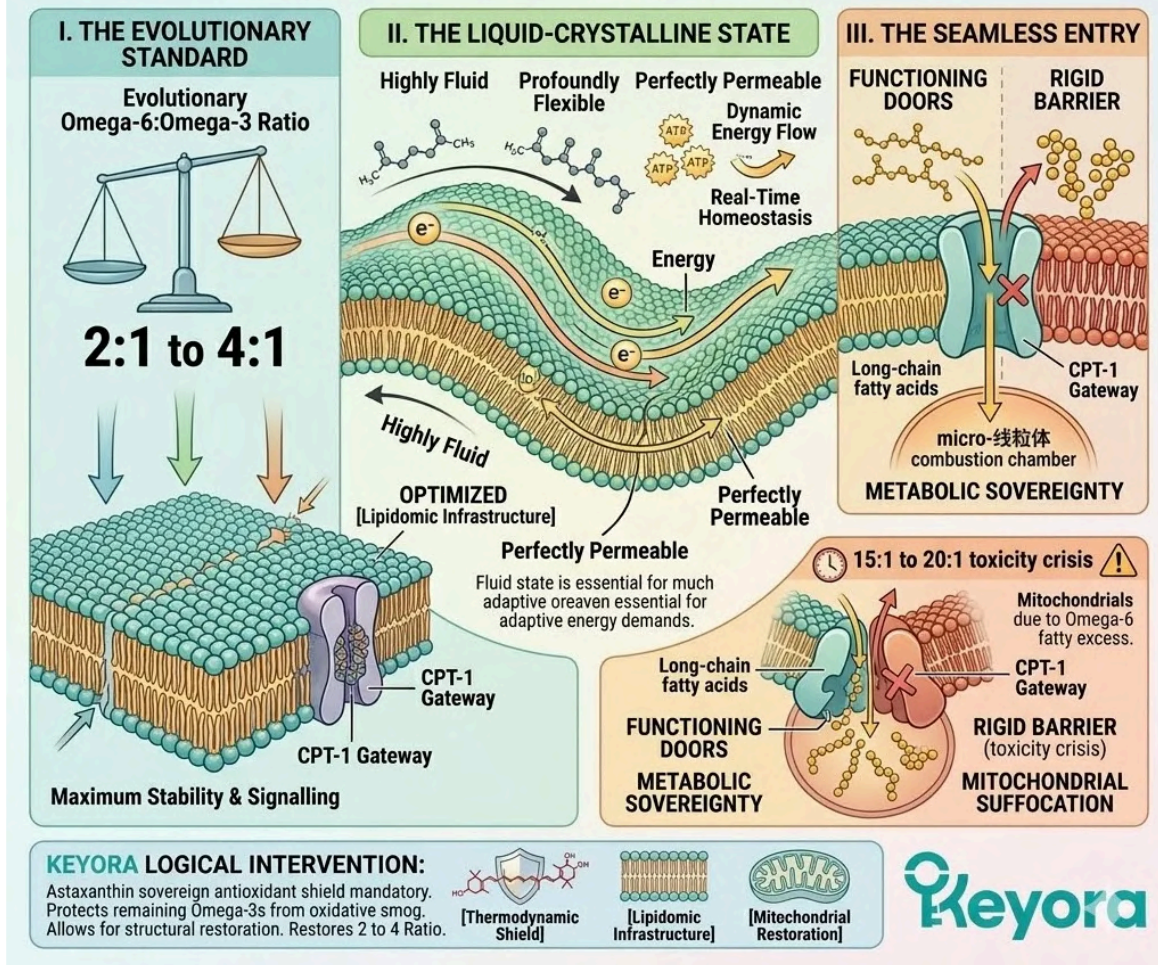 I. THE EVOLUTIONARY
STANDARD
Evolutionary
Omega-6:Omega-3 Ratio
2:1 to 4:1
OPTIMIZED
[Lipidomic Infrastructure]
CPT-1
Gateway
CPT-1 Gateway
Maximum Stability & Signalling
II. THE LIQUID-CRYSTALLINE STATE
Highly Fluid
Profoundly
Flexible
Perfectly Permeable
H₃C
CH₃
H₃C
ATP
ATP
ATP
Dynamic
Energy Flow
Real-Time
Homeostasis
e-
Energy
e-
e-
Highly Fluid
Perfectly
Permeable
Perfectly Permeable
Fluid state is essential for much
adaptive oreaven essential for
adaptive energy demands.
III. THE SEAMLESS ENTRY
FUNCTIONING
DOORS
RIGID
BARRIER
Long-chain
fatty acids
CPT-1
Gateway
micro-线粒体
combustion chamber
METABOLIC SOVEREIGNTY
15:1 to 20:1 toxicity crisis
Mitochondrials
due to Omega-6
fatty excess.
Long-chain
fatty acids
CPT-1
Gateway
FUNCTIONING
DOORS
RIGID BARRIER
(toxicity crisis)
METABOLIC
SOVEREIGNTY
MITOCHONDRIAL
SUFFOCATION
KEYORA LOGICAL INTERVENTION:
Astaxanthin sovereign antioxidant shield mandatory.
Protects remaining Omega-3s from oxidative smog.
Allows for structural restoration. Restores 2 to 4 Ratio.
HO
OH
OH
[Thermodynamic
Shield]
[Lipidomic
Infrastructure]
[Mitochondrial
Restoration]
Keyora